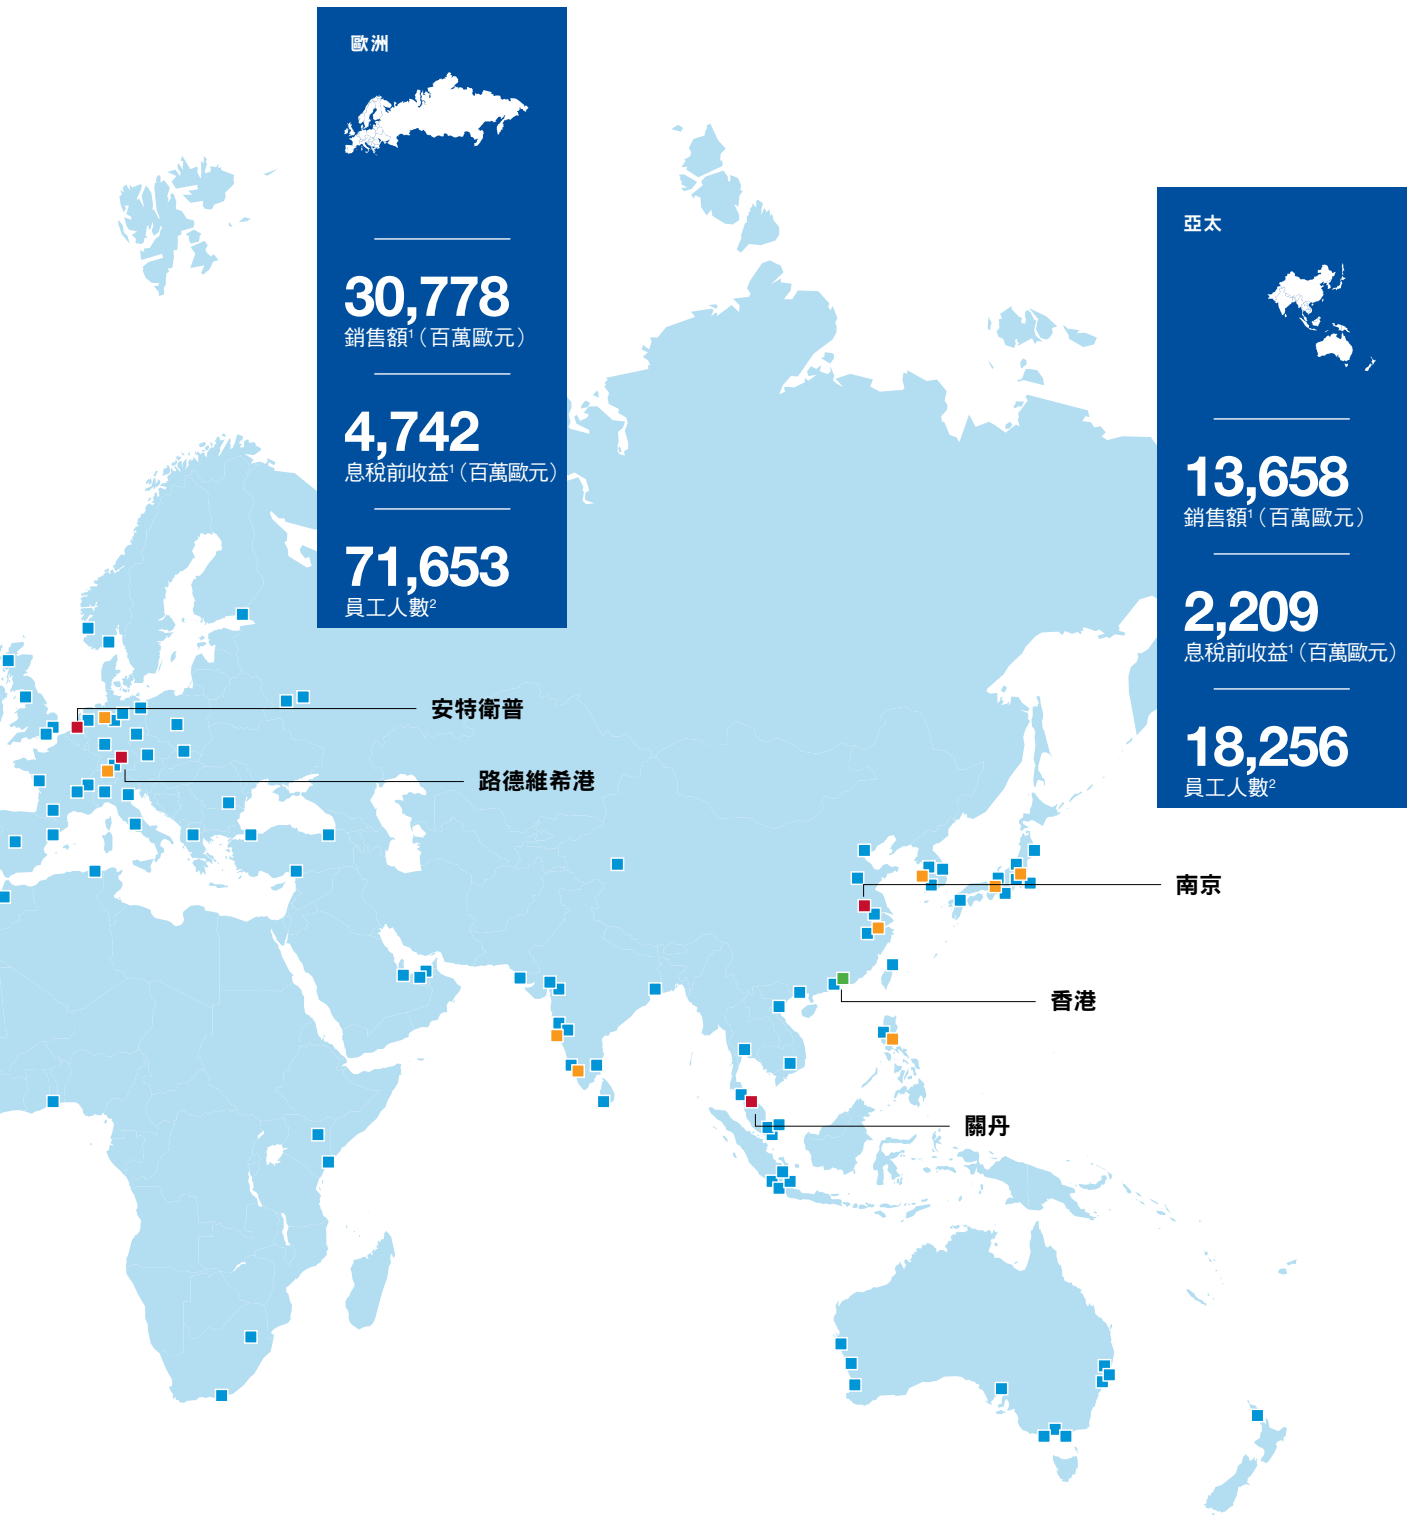 歐洲
30,778
銷售額¹（百萬歐元）
4,742
息稅前收益¹（百萬歐元）
71,653
員工人數²
亞太
13,658
銷售額¹（百萬歐元）
2,209
息稅前收益¹（百萬歐元）
18,256
員工人數²
安特衛普
路德維希港
南京
香港
關丹